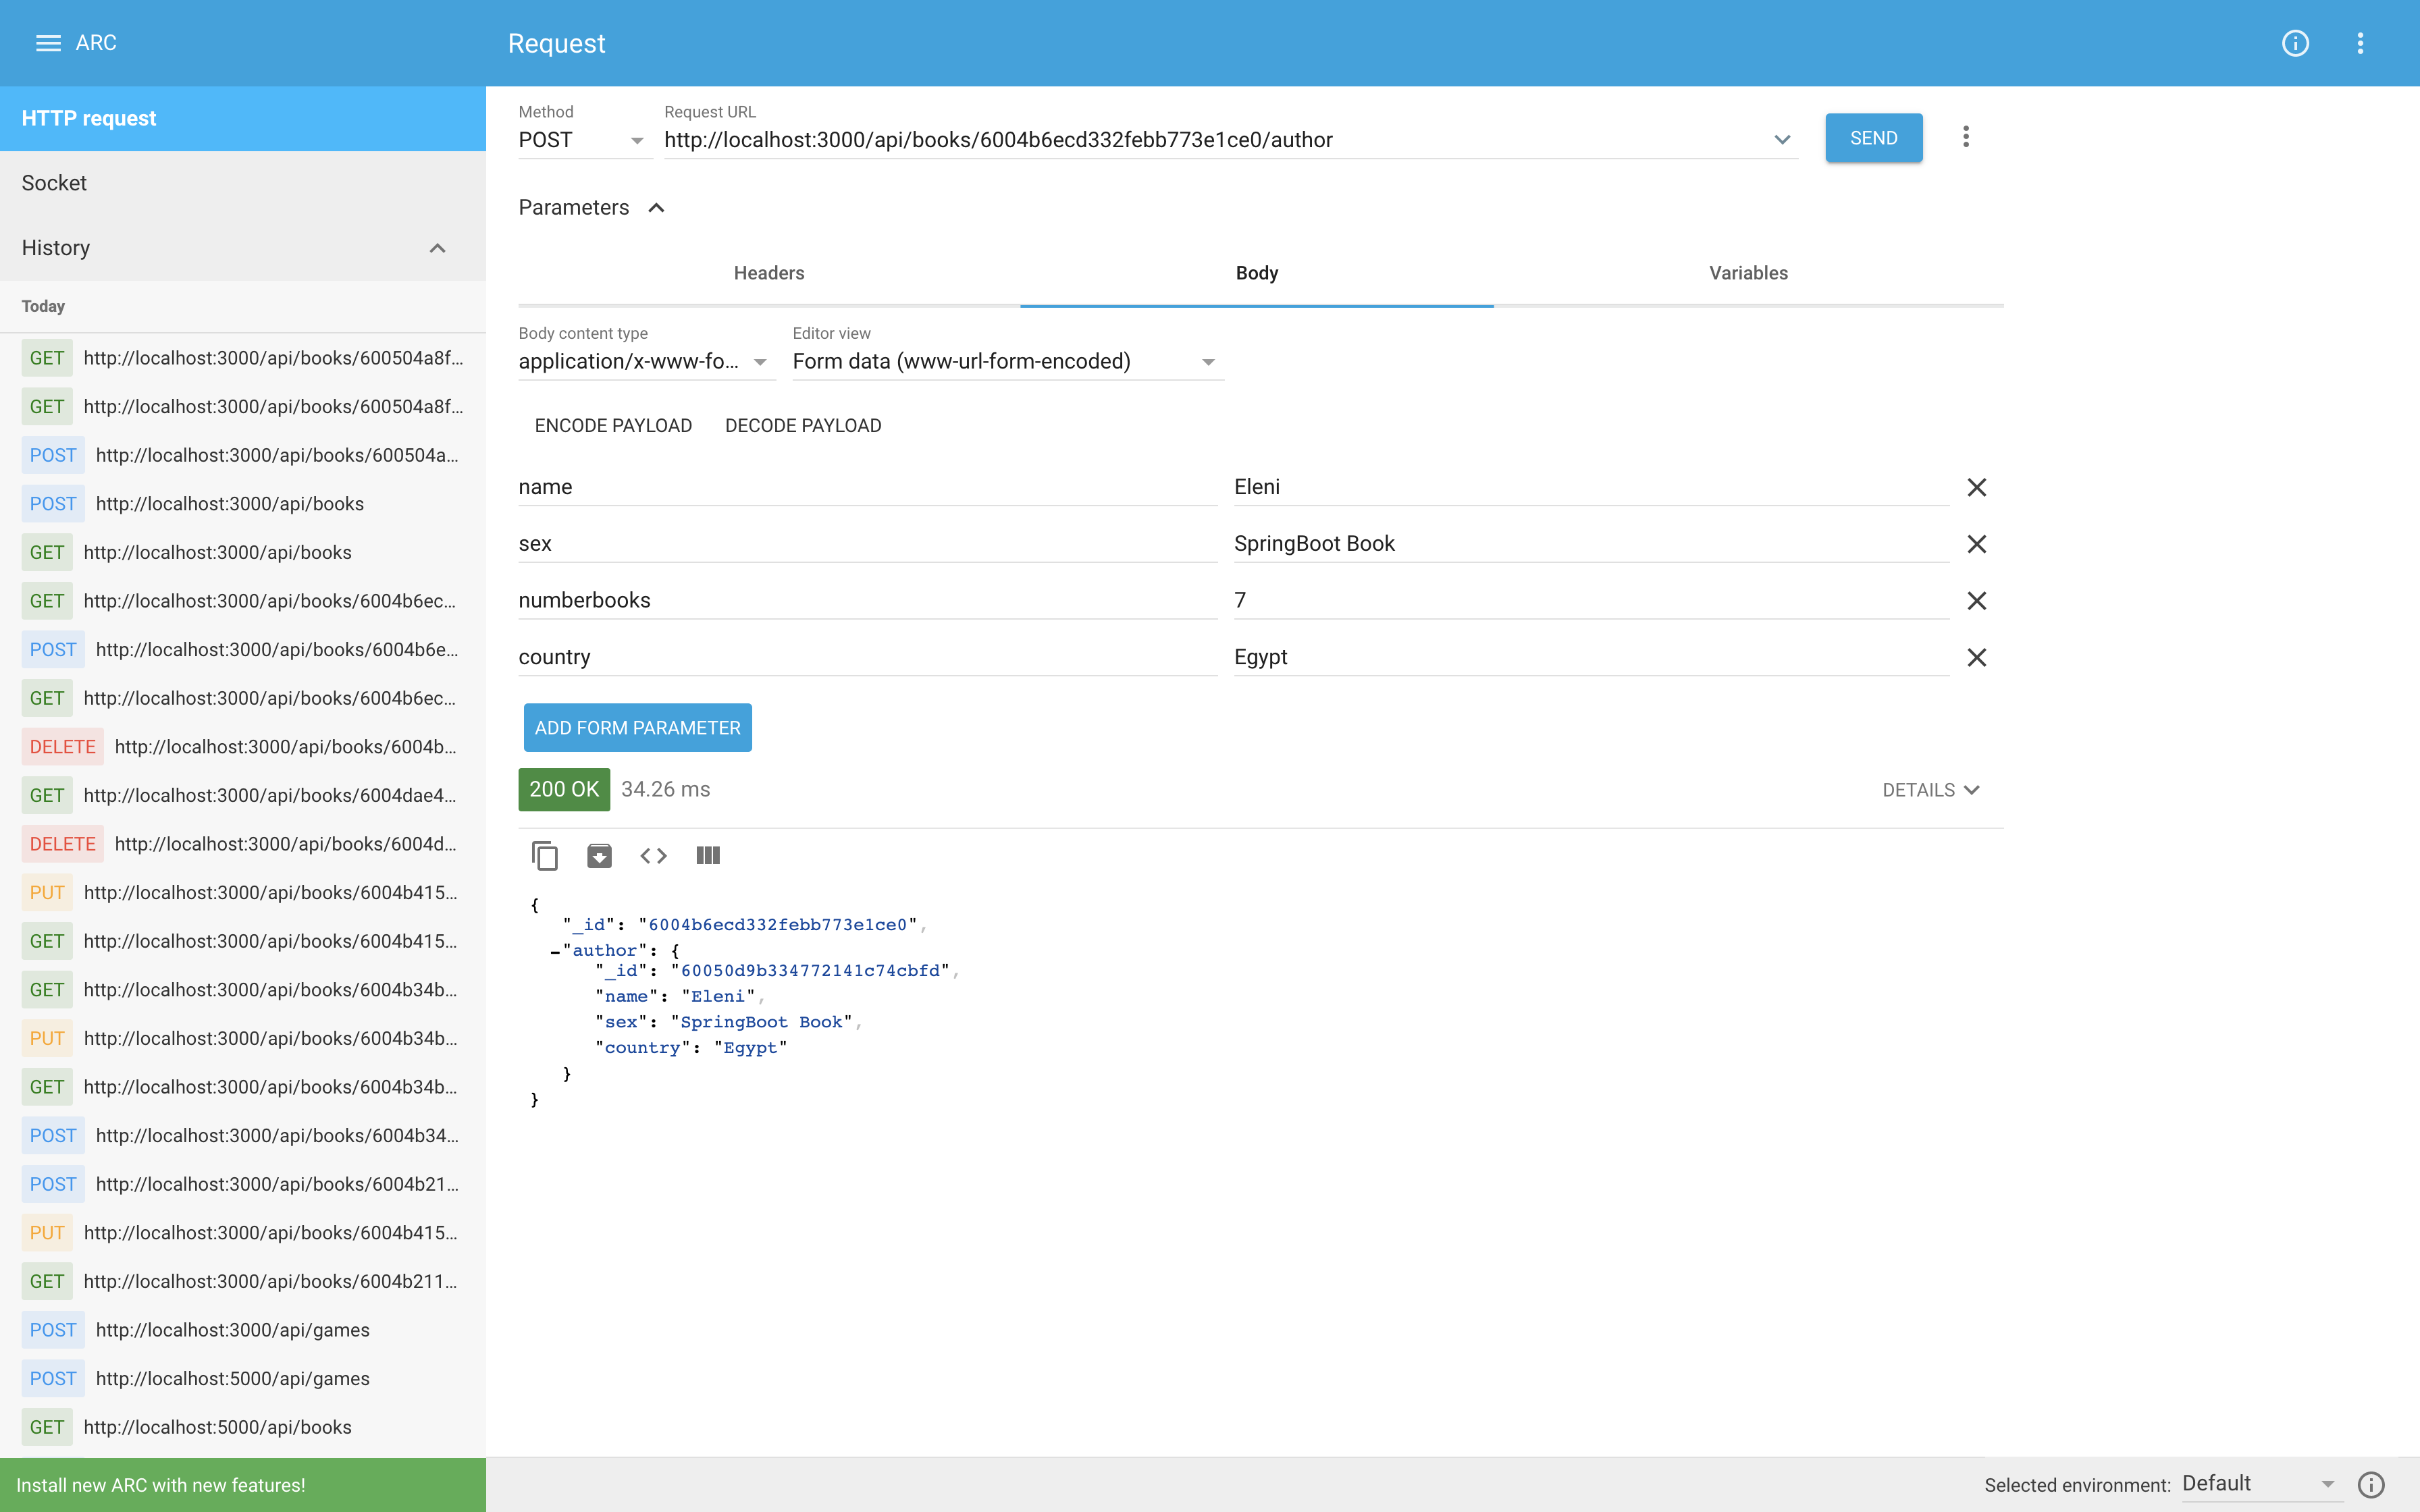 ARC
Request
HTTP request
Socket
History
Today
GET http://localhost:3000/api/books/600504a8f...
GET http://localhost:3000/api/books/600504a8f...
POST http://localhost:3000/api/books/600504a...
POST http://localhost:3000/api/books
GET http://localhost:3000/api/books
GET http://localhost:3000/api/books/6004b6ec...
POST http://localhost:3000/api/books/6004b6e...
GET http://localhost:3000/api/books/6004b6ec...
DELETE http://localhost:3000/api/books/6004b...
GET http://localhost:3000/api/books/6004dae4...
DELETE http://localhost:3000/api/books/6004d...
PUT http://localhost:3000/api/books/6004b415...
GET http://localhost:3000/api/books/6004b415...
GET http://localhost:3000/api/books/6004b34b...
PUT http://localhost:3000/api/books/6004b34b...
GET http://localhost:3000/api/books/6004b34b...
POST http://localhost:3000/api/books/6004b34...
POST http://localhost:3000/api/books/6004b21...
PUT http://localhost:3000/api/books/6004b415...
GET http://localhost:3000/api/books/6004b211...
POST http://localhost:3000/api/games
POST http://localhost:5000/api/games
GET http://localhost:5000/api/books
Install new ARC with new features!
Method Request URL
POST http://localhost:3000/api/books/6004b6ecd332febb773e1ce0/author SEND
Parameters
Headers Body Variables
Body content type Editor view
application/x-www-fo... Form data (www-url-form-encoded)
ENCODE PAYLOAD DECODE PAYLOAD
name Eleni
sex SpringBoot Book
numberbooks 7
country Egypt
ADD FORM PARAMETER
200 OK 34.26 ms DETAILS
{
"_id": "6004b6ecd332febb773e1ce0",
-"author": {
"_id": "60050d9b334772141c74cbfd",
"name": "Eleni",
"sex": "SpringBoot Book",
"country": "Egypt"
}
}
Selected environment: Default